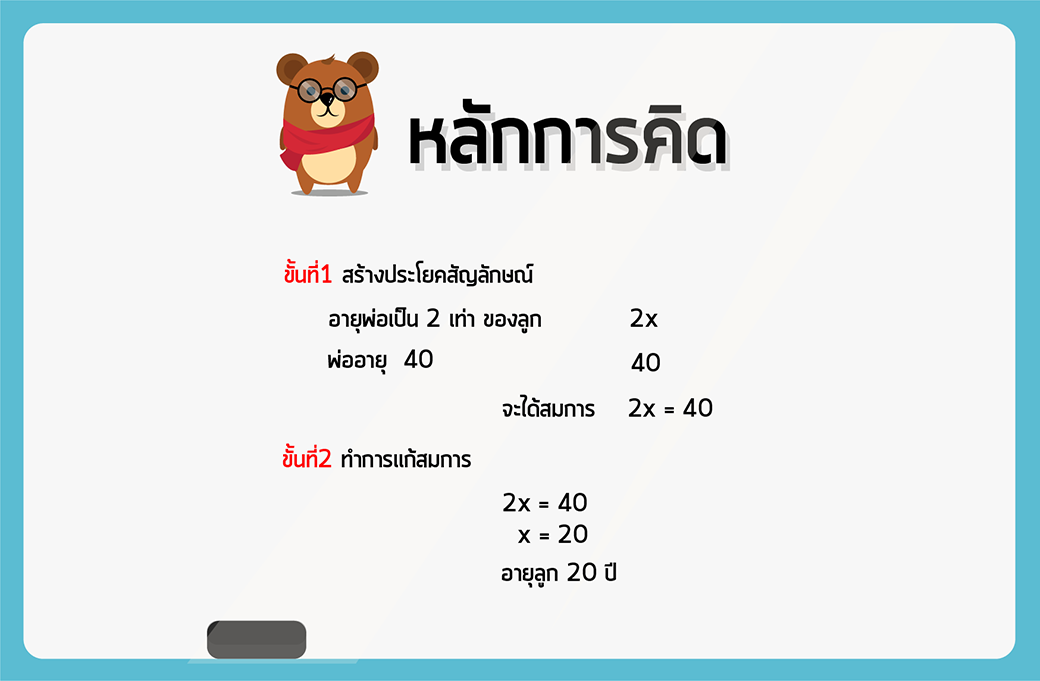 หลักการคิด
ขั้นที่1 สร้างประโยคสัญลักษณ์
อายุพ่อเป็น 2 เท่า ของลูก 2x
พ่ออายุ 40 40
จะได้สมการ 2x = 40
ขั้นที่2 ทำการแก้สมการ
2x = 40
x = 20
อายุลูก 20 ปี